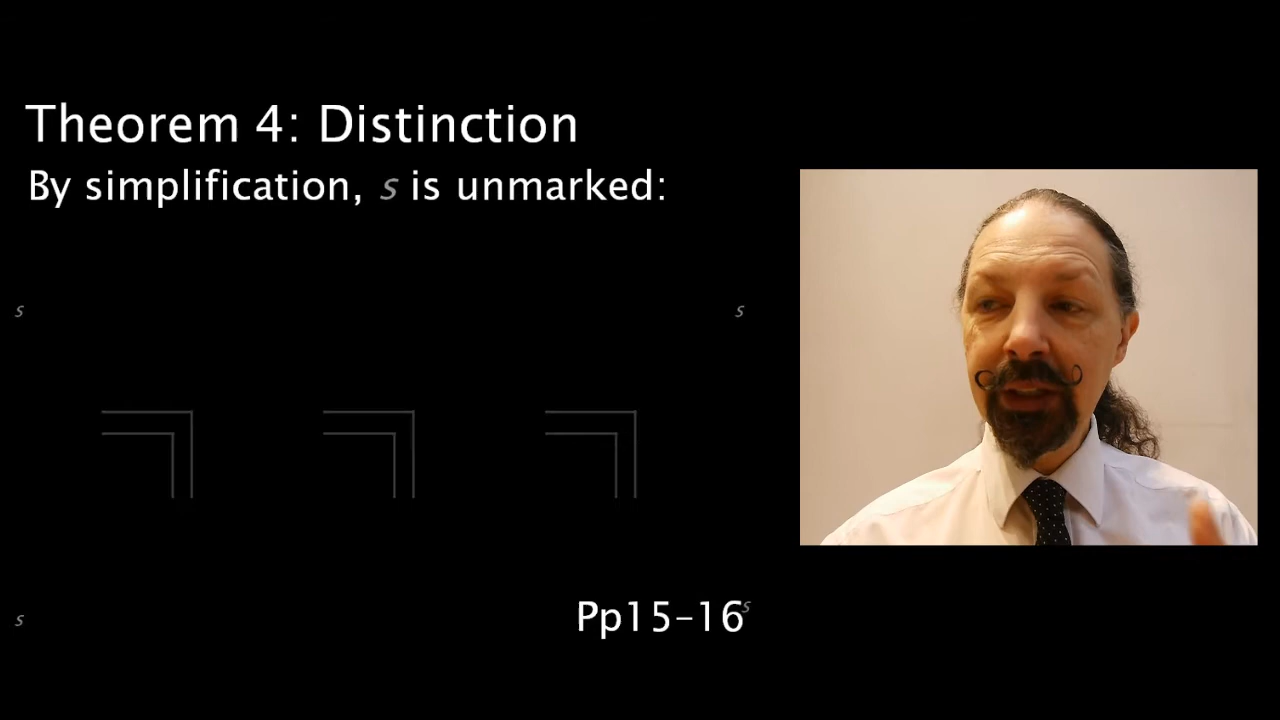 Theorem 4: Distinction
By simplification, s is unmarked:
s s
s Pp15-16 s